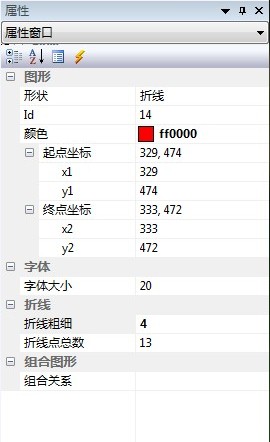 属性
属性窗口
图形
形状 折线
Id 14
颜色 ff0000
起点坐标 329, 474
x1 329
y1 474
终点坐标 333, 472
x2 333
y2 472
字体
字体大小 20
折线
折线粗细 4
折线点总数 13
组合图形
组合关系